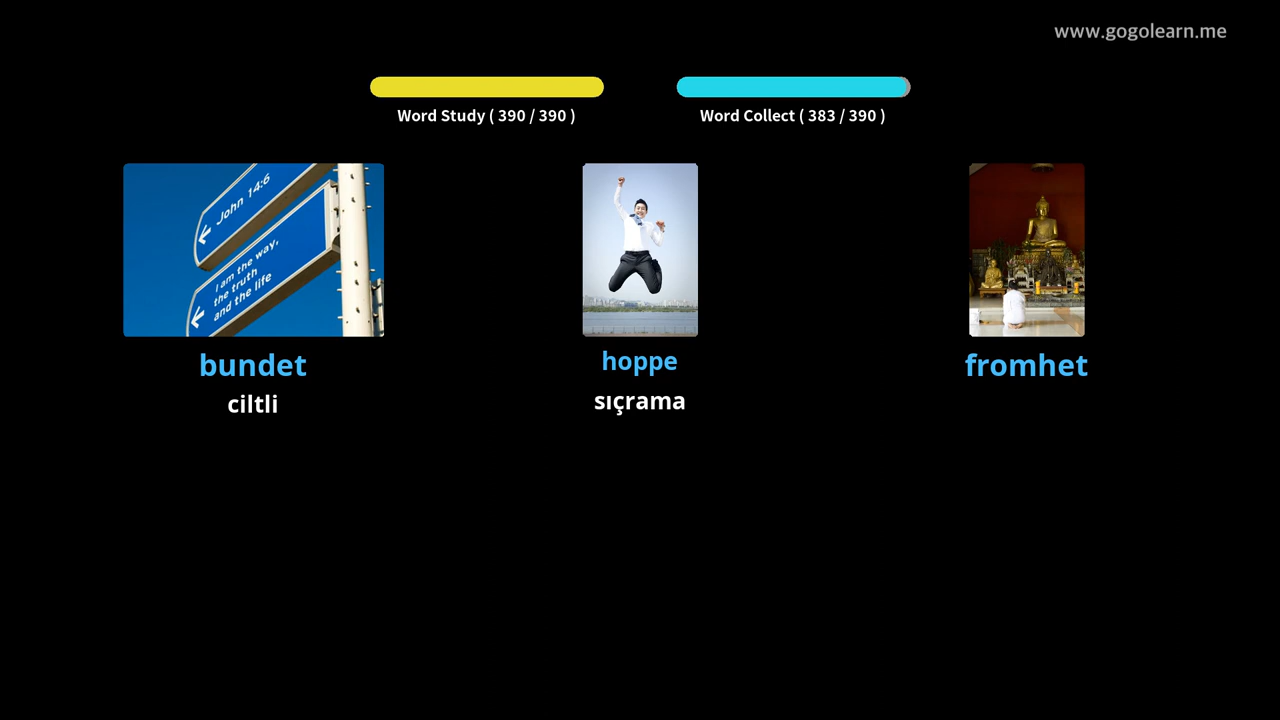 www.gogolearn.me
Word Study ( 390 / 390 )
Word Collect ( 383 / 390 )
John 14:6
I am the way,
the truth
and the life
bundet
ciltli
hoppe
sıçrama
fromhet